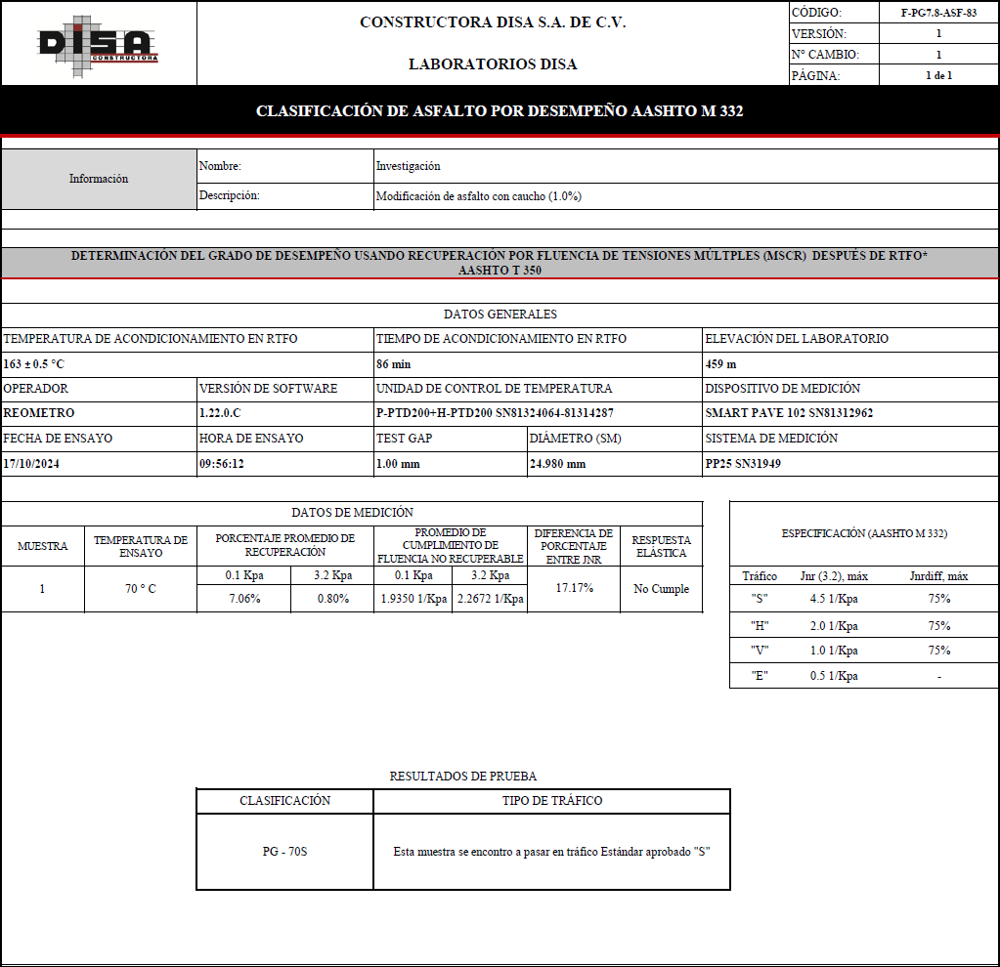 DISA
CONSTRUCTORA
CONSTRUCTORA DISA S.A. DE C.V.
LABORATORIOS DISA
CÓDIGO: F-PG7.8-ASF-83
VERSIÓN: 1
N° CAMBIO: 1
PÁGINA: 1 de 1
CLASIFICACIÓN DE ASFALTO POR DESEMPEÑO AASHTO M 332
Información
Nombre: Investigación
Descripción: Modificación de asfalto con caucho (1.0%)
DETERMINACIÓN DEL GRADO DE DESEMPEÑO USANDO RECUPERACIÓN POR FLUENCIA DE TENSIONES MÚLTPLES (MSCR) DESPUÉS DE RTFO*
AASHTO T 350
DATOS GENERALES
TEMPERATURA DE ACONDICIONAMIENTO EN RTFO TIEMPO DE ACONDICIONAMIENTO EN RTFO ELEVACIÓN DEL LABORATORIO
163 ± 0.5 °C 86 min 459 m
OPERADOR VERSIÓN DE SOFTWARE UNIDAD DE CONTROL DE TEMPERATURA DISPOSITIVO DE MEDICIÓN
REOMETRO 1.22.0.C P-PTD200+H-PTD200 SN81324064-81314287 SMART PAVE 102 SN81312962
FECHA DE ENSAYO HORA DE ENSAYO TEST GAP DIÁMETRO (SM) SISTEMA DE MEDICIÓN
17/10/2024 09:56:12 1.00 mm 24.980 mm PP25 SN31949
DATOS DE MEDICIÓN
MUESTRA
TEMPERATURA DE
ENSAYO
PORCENTAJE PROMEDIO DE
RECUPERACIÓN
PROMEDIO DE
CUMPLIMIENTO DE
FLUENCIA NO RECUPERABLE
DIFERENCIA DE
PORCENTAJE
ENTRE JNR
RESPUESTA
ELÁSTICA
0.1 Kpa 3.2 Kpa 0.1 Kpa 3.2 Kpa
1 70 ° C 7.06% 0.80% 1.9350 1/Kpa 2.2672 1/Kpa 17.17% No Cumple
ESPECIFICACIÓN (AASHTO M 332)
Tráfico Jnr (3.2), máx Jnrdiff, máx
"S" 4.5 1/Kpa 75%
"H" 2.0 1/Kpa 75%
"V" 1.0 1/Kpa 75%
"E" 0.5 1/Kpa -
RESULTADOS DE PRUEBA
CLASIFICACIÓN TIPO DE TRÁFICO
PG - 70S Esta muestra se encontro a pasar en tráfico Estándar aprobado "S"